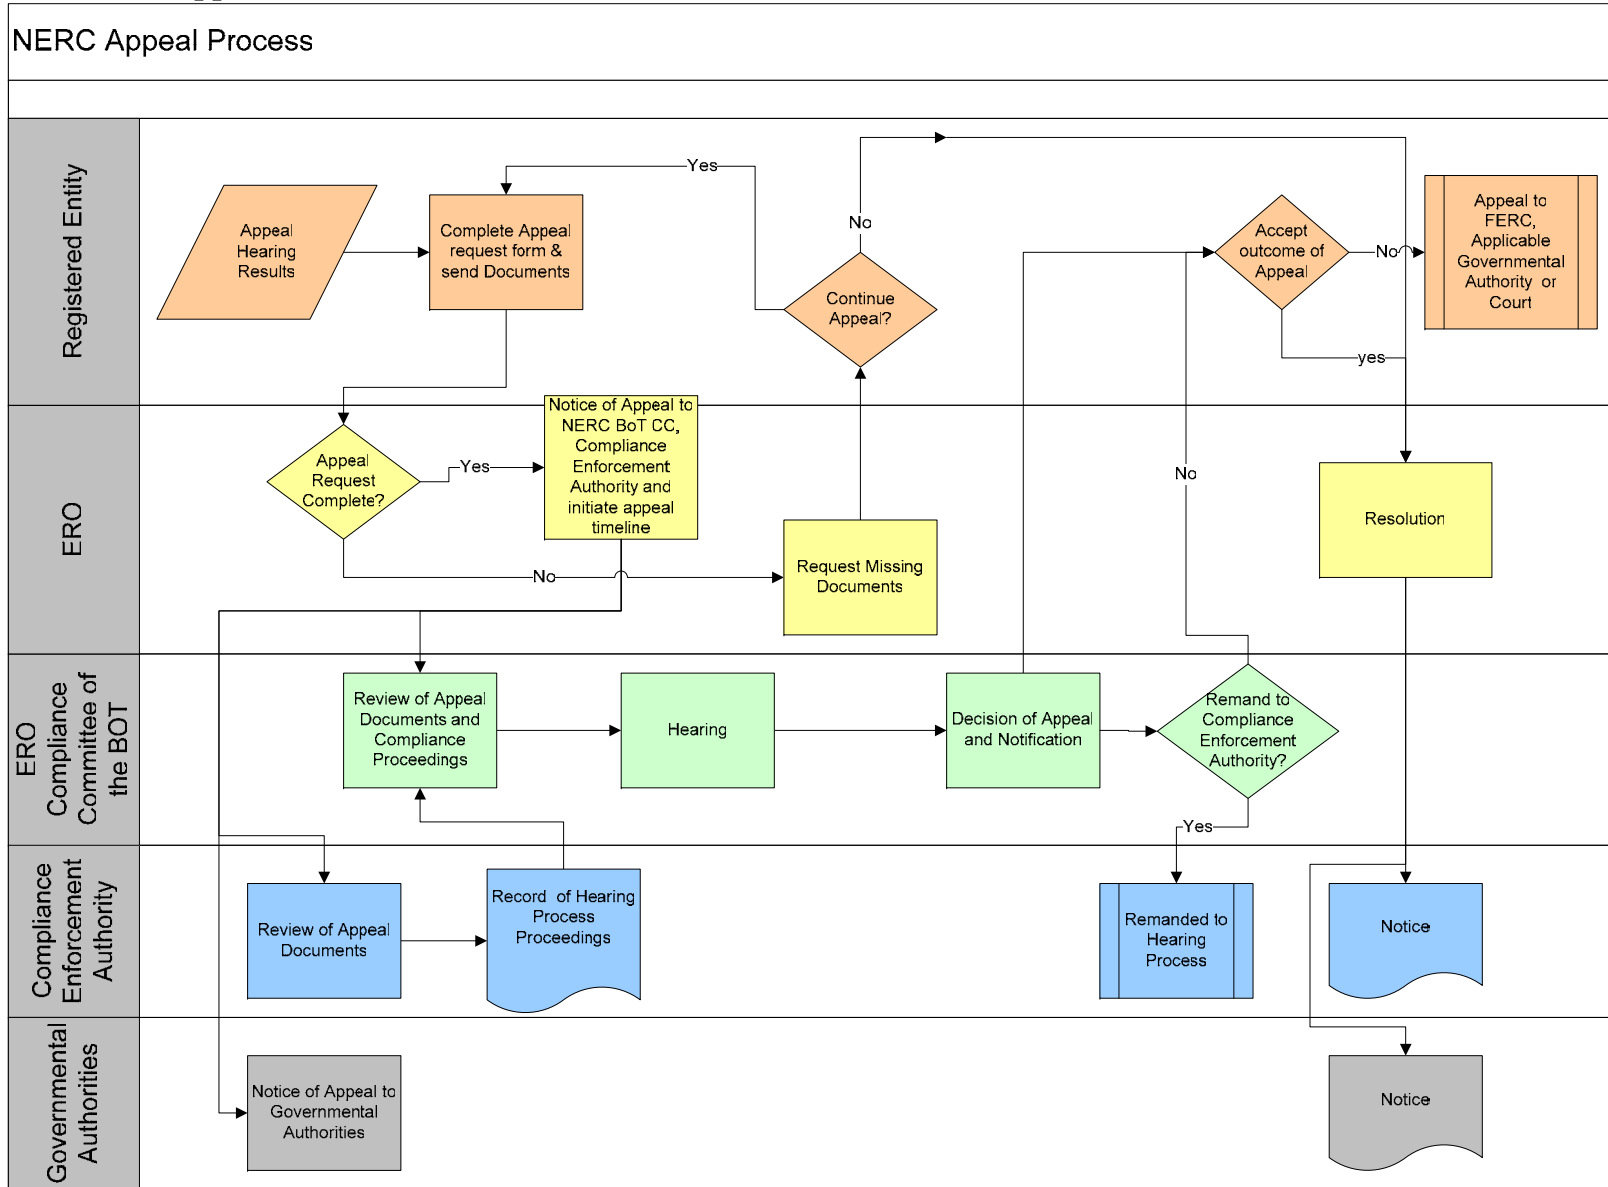 NERC Appeal Process
Registered Entity
Appeal
Hearing
Results
Complete Appeal
request form &
send Documents
Yes
No
Continue
Appeal?
Accept
outcome of
Appeal
No
yes
Appeal to
FERC,
Applicable
Governmental
Authority or
Court
ERO
Appeal
Request
Complete?
Yes
No
Notice of Appeal to
NERC BoT CC,
Compliance
Enforcement
Authority and
initiate appeal
timeline
Request Missing
Documents
No
Resolution
ERO
Compliance
Committee of
the BOT
Review of Appeal
Documents and
Compliance
Proceedings
Hearing
Decision of Appeal
and Notification
Remand to
Compliance
Enforcement
Authority?
Yes
Compliance
Enforcement
Authority
Review of Appeal
Documents
Record of Hearing
Process
Proceedings
Remanded to
Hearing
Process
Notice
Governmental
Authorities
Notice of Appeal to
Governmental
Authorities
Notice